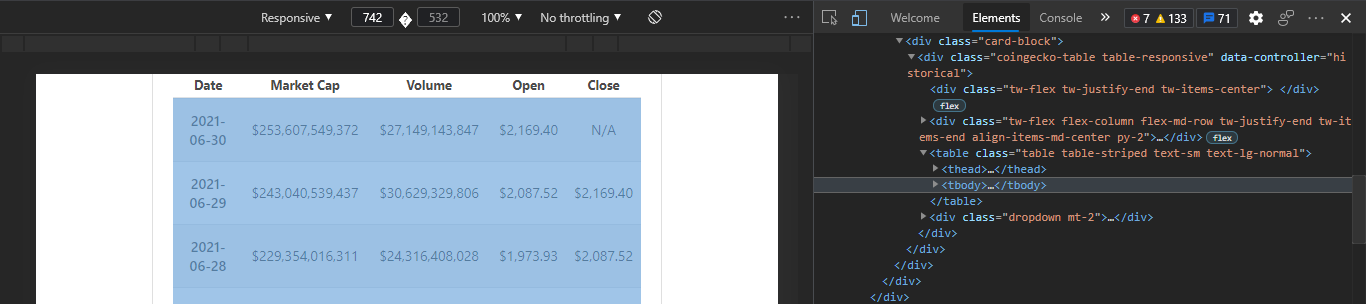 Responsive ▼ 742 � 532 100% ▼ No throttling ▼ ...
Date Market Cap Volume Open Close
2021-
06-30 $253,607,549,372 $27,149,143,847 $2,169.40 N/A
2021-
06-29 $243,040,539,437 $30,629,329,806 $2,087.52 $2,169.40
2021-
06-28 $229,354,016,311 $24,316,408,028 $1,973.93 $2,087.52
Welcome Elements Console » 7 133 71 ...
▼<div class="card-block">
▼<div class="coingecko-table table-responsive" data-controller="hi
storical">
<div class="tw-flex tw-justify-end tw-items-center"> </div>
flex
▶<div class="tw-flex flex-column flex-md-row tw-justify-end tw-it
ems-end align-items-md-center py-2">…</div> flex
▼<table class="table table-striped text-sm text-lg-normal">
▶<thead>…</thead>
▶<tbody>…</tbody>
</table>
▶<div class="dropdown mt-2">…</div>
</div>
</div>
</div>
</div>
</div>